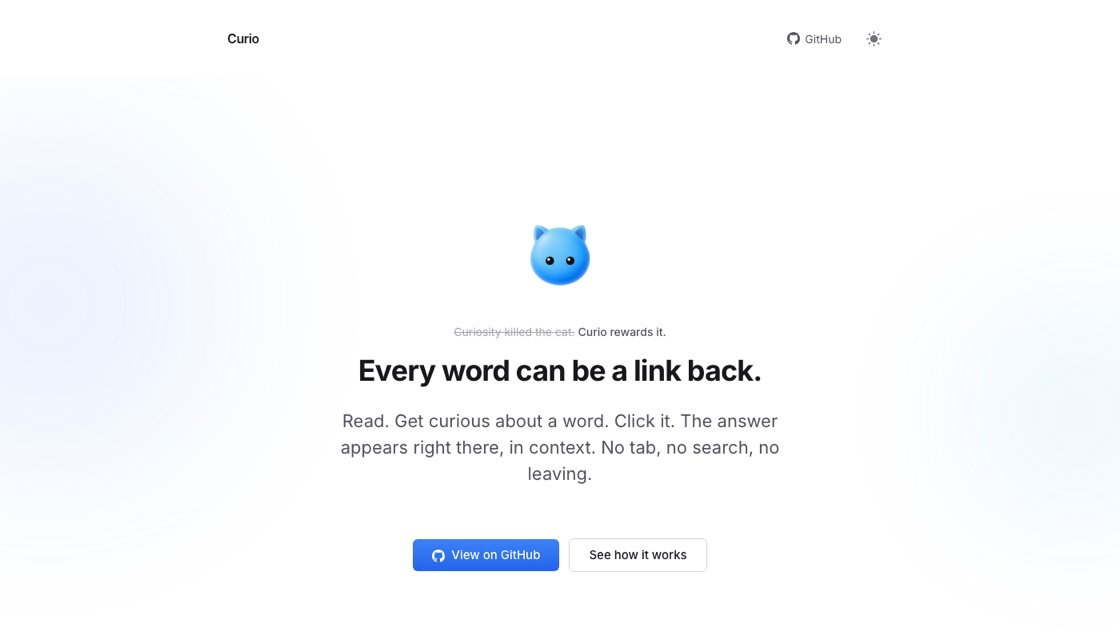 Curio
GitHub
Curiosity killed the cat. Curio rewards it.
Every word can be a link back.
Read. Get curious about a word. Click it. The answer
appears right there, in context. No tab, no search, no
leaving.
View on GitHub
See how it works